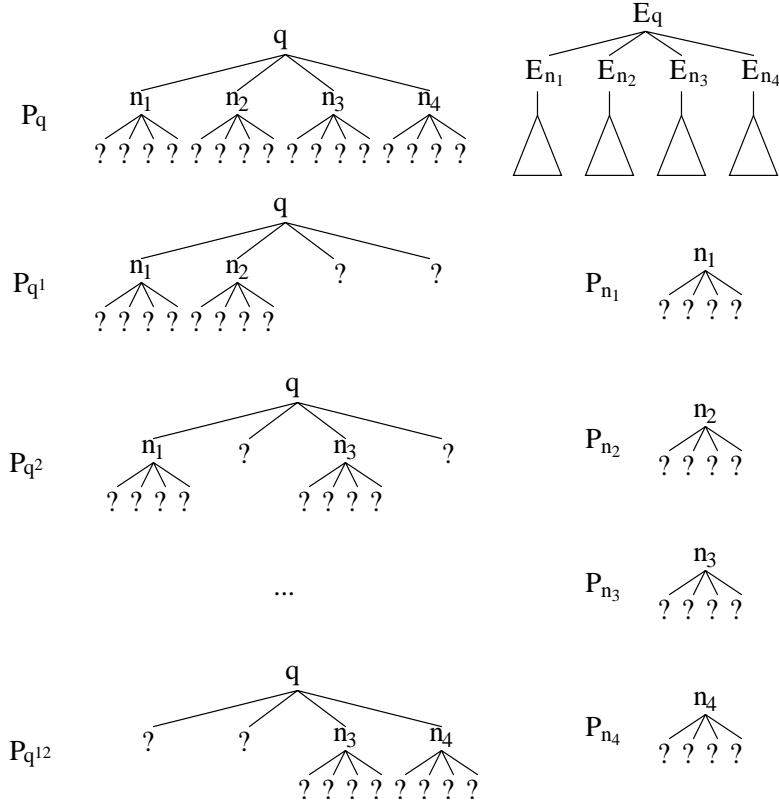 q E_q
n_1 n_2 n_3 n_4 E_{n_1} E_{n_2} E_{n_3} E_{n_4}
P_q
? ? ? ? ? ? ? ? ? ? ? ? ? ? ? ?
q
n_1 n_2 ? ? n_1
P_{q^1} P_{n_1}
? ? ? ? ? ? ? ? ? ? ? ?
q
n_1 ? n_3 ? n_2
P_{q^2} P_{n_2}
? ? ? ? ? ? ? ? ? ? ? ?
n_3
... P_{n_3}
? ? ? ?
q n_4
? ? n_3 n_4
P_{q^{12}} P_{n_4}
? ? ? ? ? ? ? ? ? ? ? ?